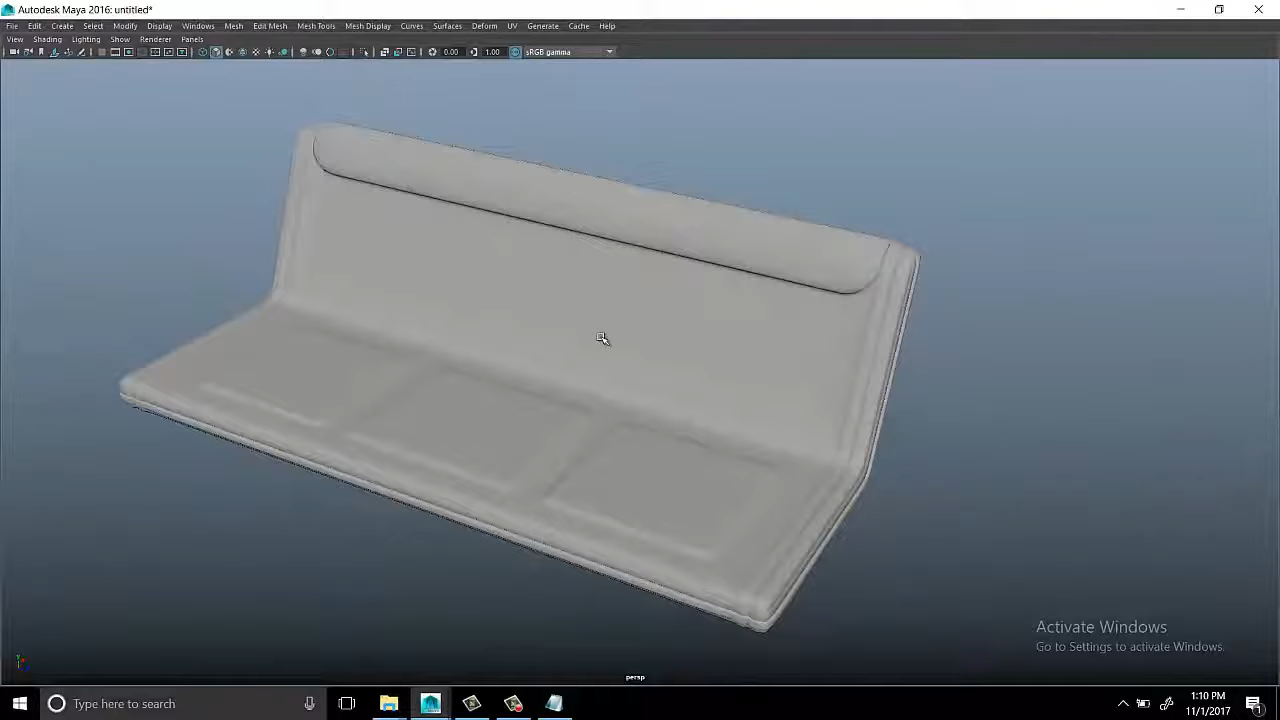 Autodesk Maya 2016: untitled*
File Edit Create Select Modify Display Windows Mesh Edit Mesh Mesh Tools Mesh Display Curves Surfaces Deform UV Generate Cache Help
View Shading Lighting Show Renderer Panels
0.00 1.00 sRGB gamma
Activate Windows
Go to Settings to activate Windows.
persp
Type here to search
1:10 PM
11/1/2017